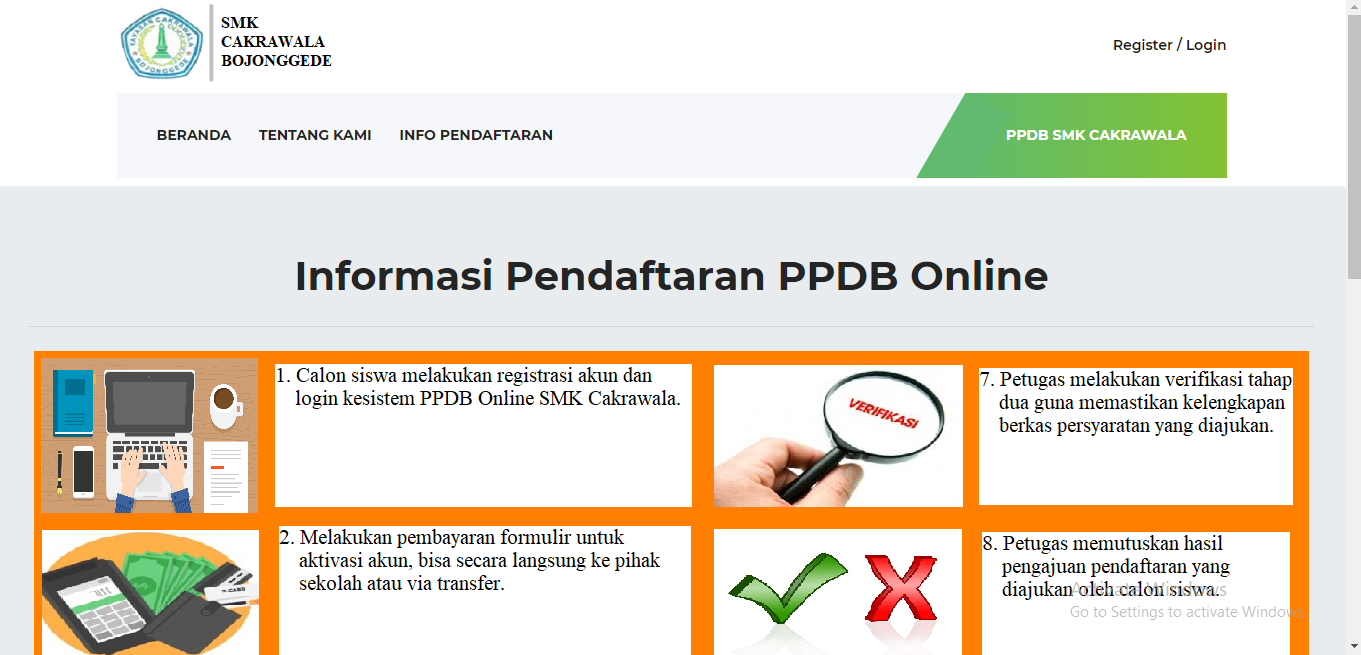 YAYASAN CAKRAWALA
BOJONGGEDE
SMK
CAKRAWALA
BOJONGGEDE
Register / Login
BERANDA TENTANG KAMI INFO PENDAFTARAN
PPDB SMK CAKRAWALA
Informasi Pendaftaran PPDB Online
1. Calon siswa melakukan registrasi akun dan
login kesistem PPDB Online SMK Cakrawala.
VERIFIKASI
7. Petugas melakukan verifikasi tahap
dua guna memastikan kelengkapan
berkas persyaratan yang diajukan.
2. Melakukan pembayaran formulir untuk
aktivasi akun, bisa secara langsung ke pihak
sekolah atau via transfer.
8. Petugas memutuskan hasil
pengajuan pendaftaran yang
diajukan oleh calon siswa.
Activate Windows
Go to Settings to activate Windows.